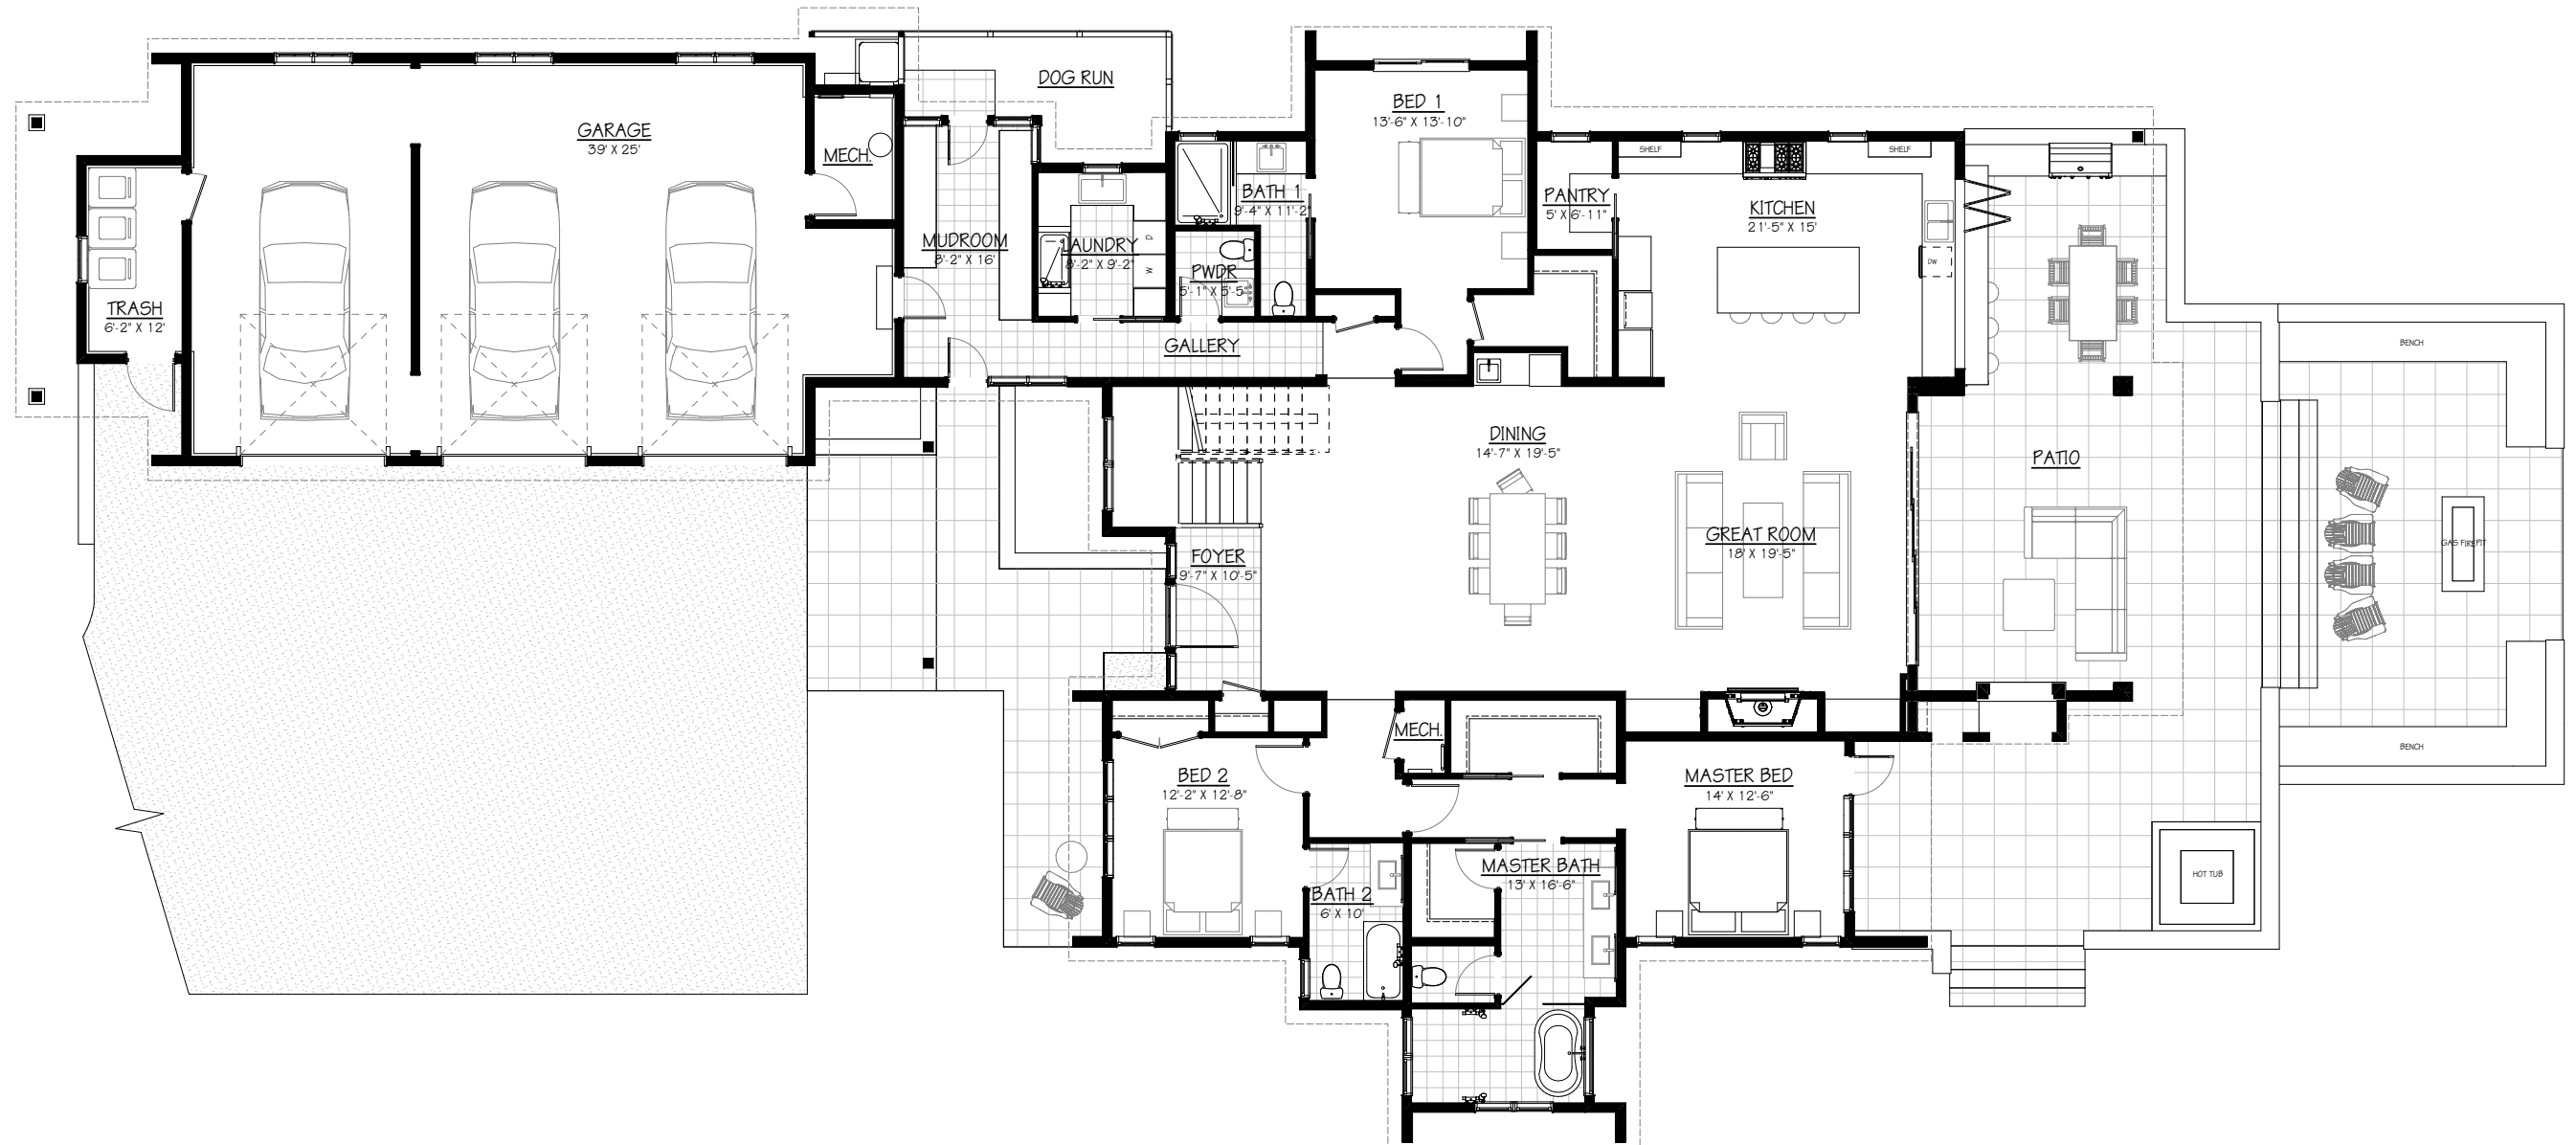 DOG RUN
BED 1
13'-6" X 13'-10"
GARAGE
39' X 25'
MECH.
SHELF
SHELF
BATH 1
9'-4" X 11'-2"
PANTRY
5' X 6'-11"
KITCHEN
21'-5" X 15'
MUDROOM
8'-2" X 16'
LAUNDRY
8'-2" X 9'-2"
D
W
PWDR
5'-1" X 5'-5"
DW
TRASH
6'-2" X 12'
GALLERY
BENCH
DINING
14'-7" X 19'-5"
PATIO
GREAT ROOM
18' X 19'-5"
GAS FIREPIT
FOYER
9'-7" X 10'-5"
MECH.
BENCH
BED 2
12'-2" X 12'-8"
MASTER BED
14' X 12'-6"
MASTER BATH
13' X 16'-6"
HOT TUB
BATH 2
6' X 10'